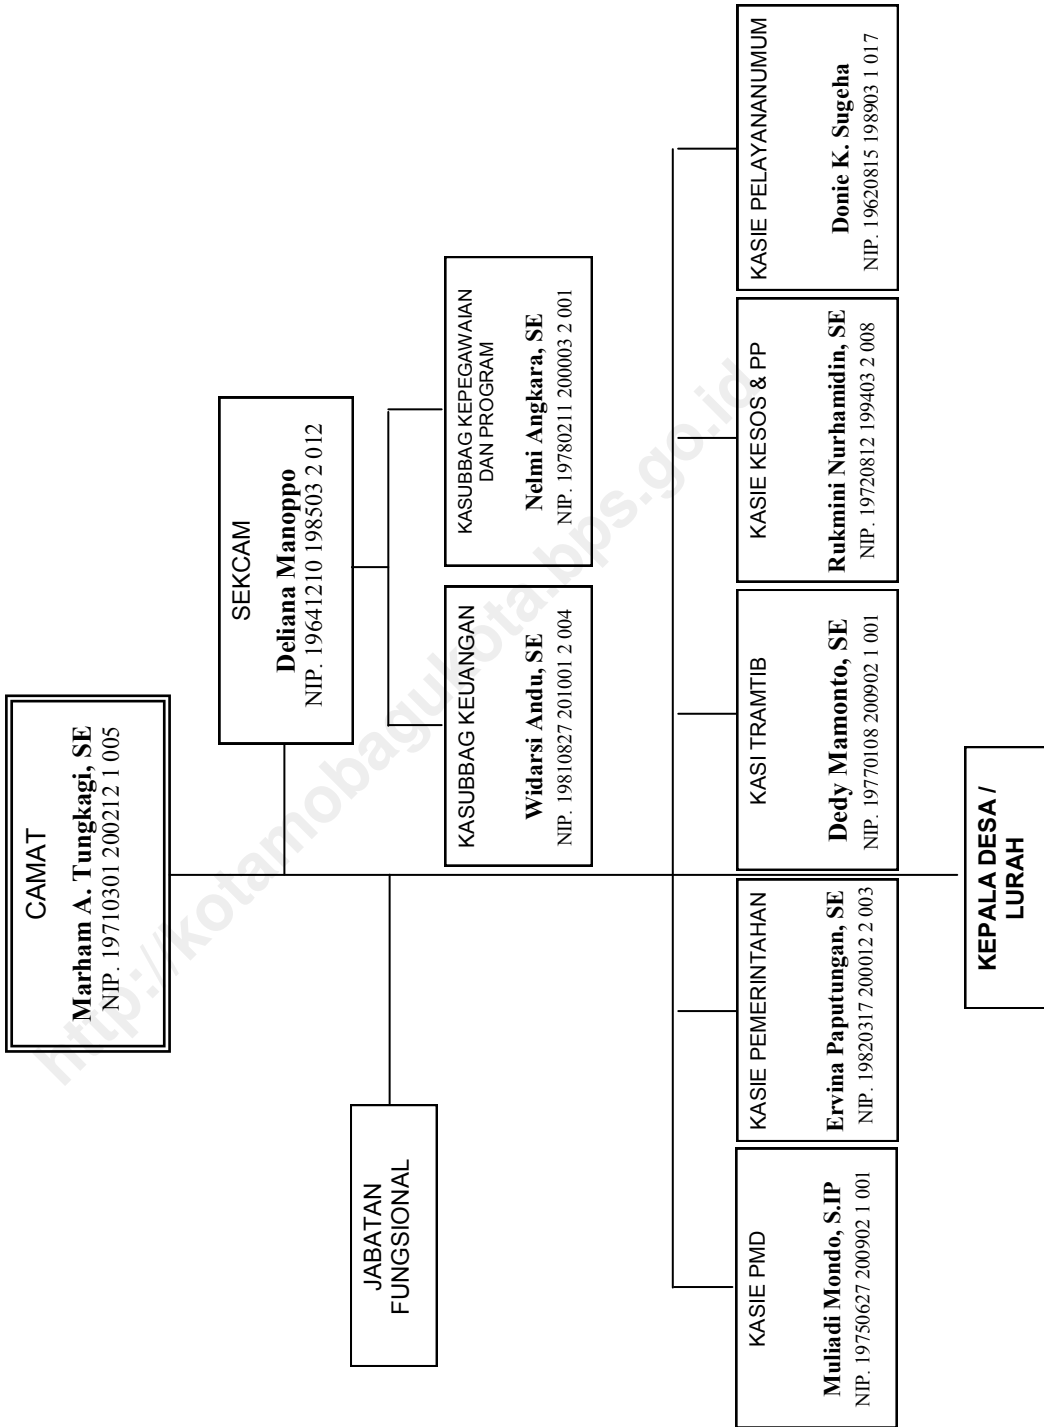 CAMAT
Marham A. Tungkagi, SE
NIP. 19710301 200212 1 005
SEKCAM
Deliana Manoppo
NIP. 19641210 198503 2 012
JABATAN
FUNGSIONAL
KASUBBAG KEUANGAN
Widarsi Andu, SE
NIP. 19810827 201001 2 004
KASUBBAG KEPEGAWAIAN
DAN PROGRAM
Nelmi Angkara, SE
NIP. 19780211 200003 2 001
KASIE PMD
Muliadi Mondo, S.IP
NIP. 19750627 200902 1 001
KASIE PEMERINTAHAN
Ervina Paputungan, SE
NIP. 19820317 200012 2 003
KASI TRAMTIB
Dedy Mamonto, SE
NIP. 19770108 200902 1 001
KASIE KESOS & PP
Rukmini Nurhamidin, SE
NIP. 19720812 199403 2 008
KASIE PELAYANANUMUM
Donie K. Sugeha
NIP. 19620815 198903 1 017
KEPALA DESA /
LURAH
http://kotamobagukota.bps.go.id